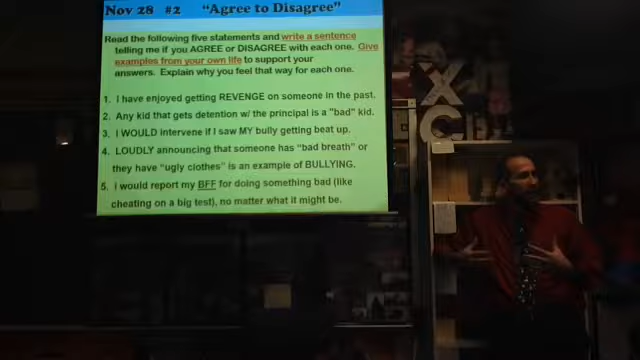 Nov 28 #2 "Agree to Disagree"
Read the following five statements and write a sentence
telling me if you AGREE or DISAGREE with each one. Give
examples from your own life to support your
answers. Explain why you feel that way for each one.
1. I have enjoyed getting REVENGE on someone in the past.
2. Any kid that gets detention w/ the principal is a "bad" kid.
3. I WOULD intervene if I saw MY bully getting beat up.
4. LOUDLY announcing that someone has "bad breath" or
they have "ugly clothes" is an example of BULLYING.
5. I would report my BFF for doing something bad (like
cheating on a big test), no matter what it might be.
X
C